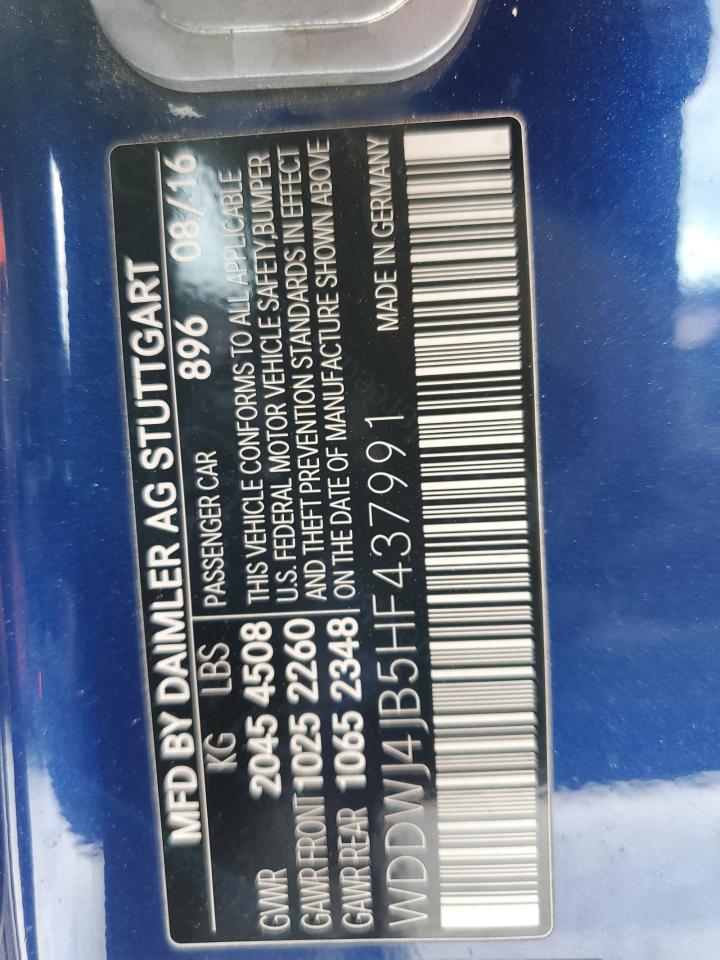 MFD BY DAIMLER AG STUTTGART
KG LBS PASSENGER CAR 896 08/16
GVWR 2045 4508 THIS VEHICLE CONFORMS TO ALL APPLICABLE
GAWR FRONT 1025 2260 U.S. FEDERAL MOTOR VEHICLE SAFETY,BUMPER
GAWR REAR 1065 2348 AND THEFT PREVENTION STANDARDS IN EFFECT
ON THE DATE OF MANUFACTURE SHOWN ABOVE
WDDWJ4JB5HF437991 MADE IN GERMANY